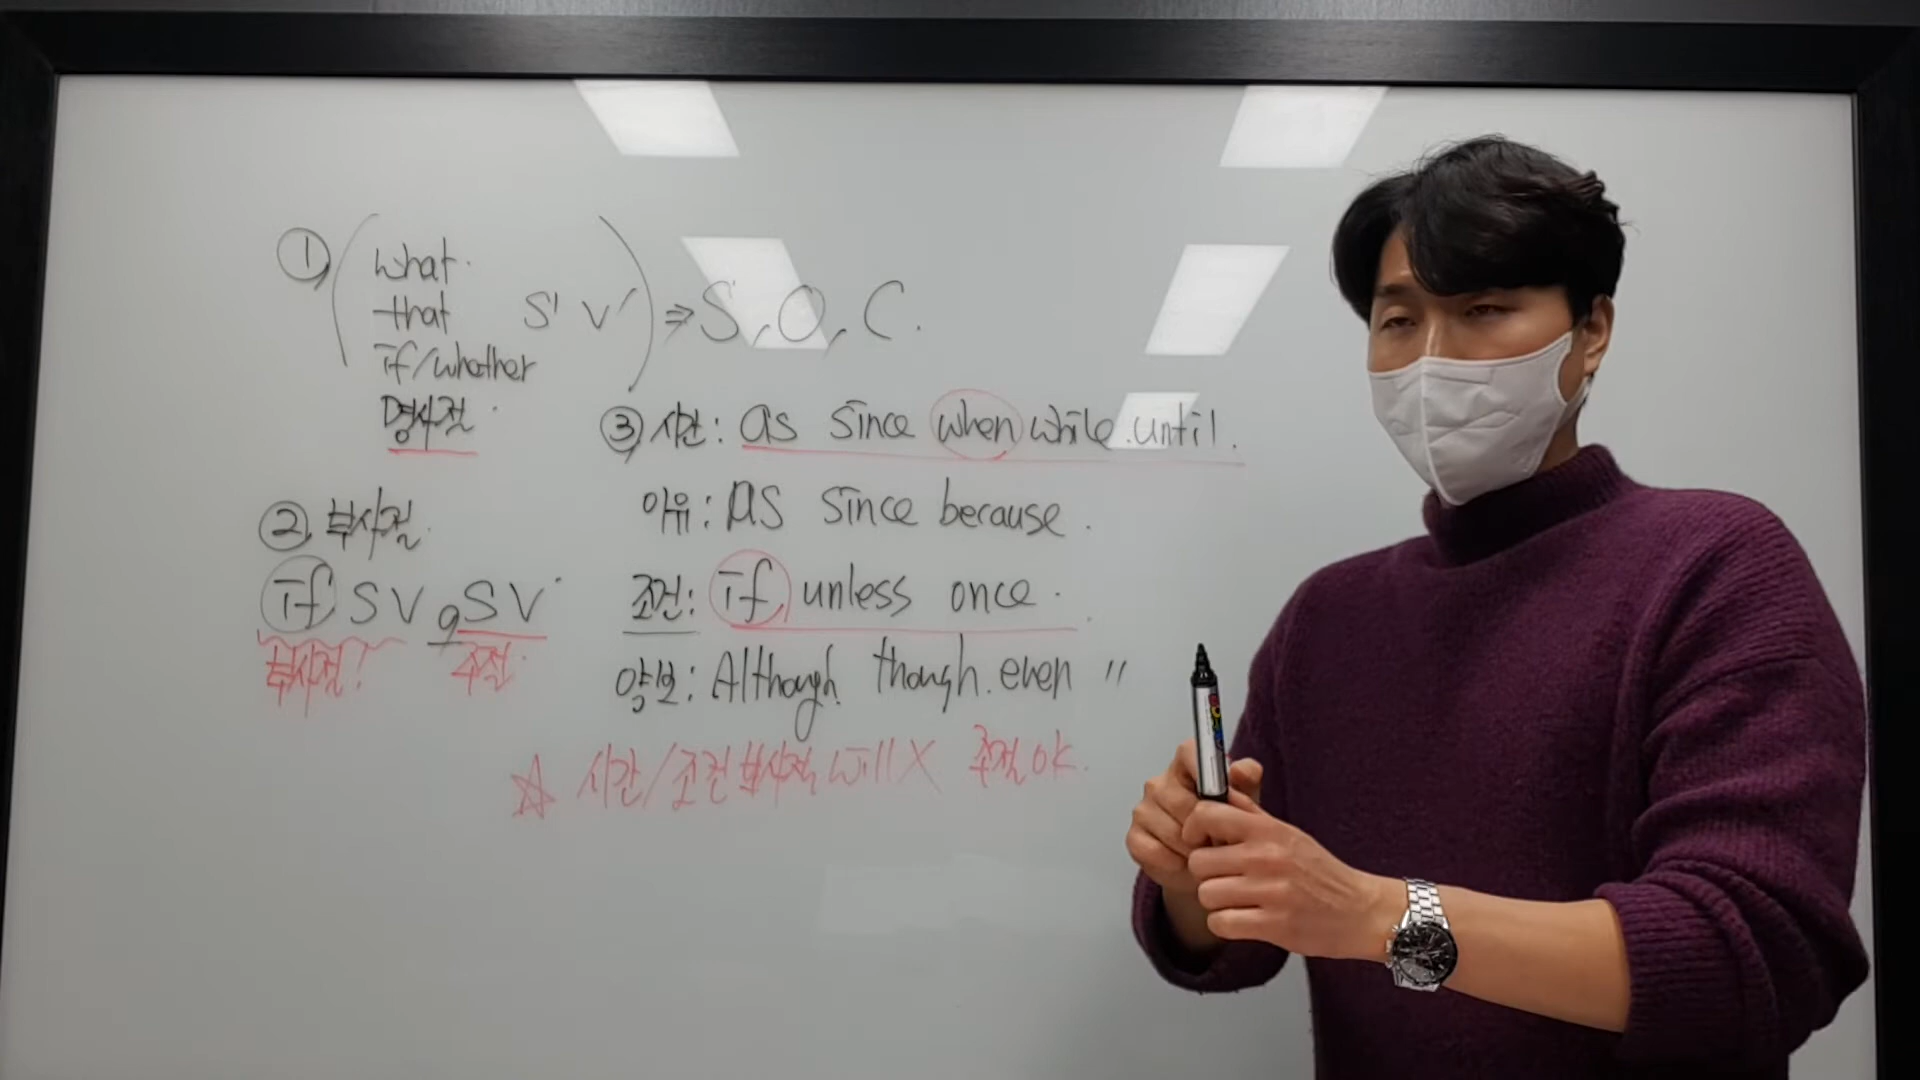 ① what.
that S' V' ⇒ S, O, C.
if/whether
명사절.
② 부사절.
if SV, SV.
부사절! 주절.
③ 시간: as since when while. until.
이유: as since because.
조건: if unless once.
양보: Although. though. even "
☆ 시간/조건 부사절 will X 주절 OK.